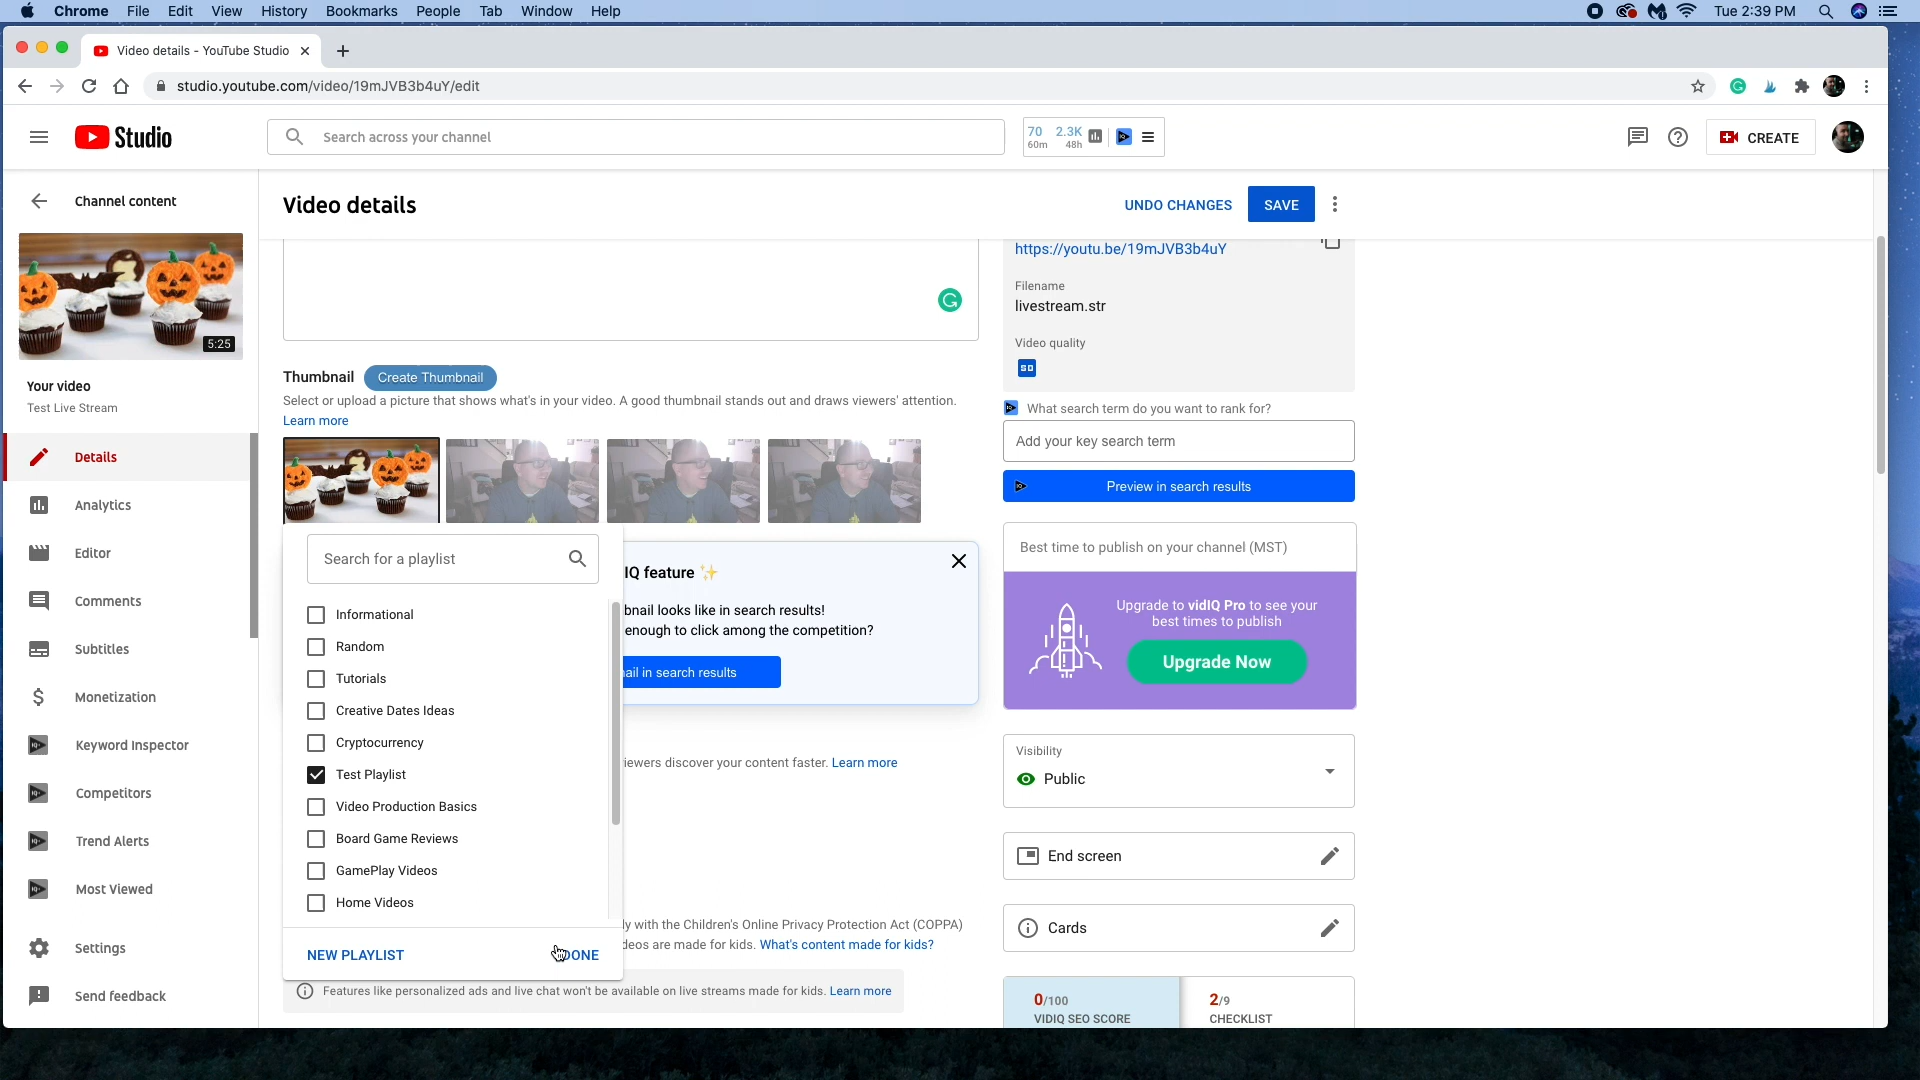 Chrome File Edit View History Bookmarks People Tab Window Help Tue 2:39 PM
Video details - YouTube Studio
studio.youtube.com/video/19mJVB3b4uY/edit
Studio
Search across your channel
70 2.3K
60m 48h
CREATE
Channel content
5:25
Your video
Test Live Stream
Details
Analytics
Editor
Comments
Subtitles
Monetization
Keyword Inspector
Competitors
Trend Alerts
Most Viewed
Settings
Send feedback
Video details
UNDO CHANGES
SAVE
Thumbnail
Create Thumbnail
Select or upload a picture that shows what's in your video. A good thumbnail stands out and draws viewers' attention.
Learn more
Search for a playlist
Informational
Random
Tutorials
Creative Dates Ideas
Cryptocurrency
Test Playlist
Video Production Basics
Board Game Reviews
GamePlay Videos
Home Videos
NEW PLAYLIST
DONE
IQ feature ✨
bnail looks like in search results!
enough to click among the competition?
nail in search results
iewers discover your content faster. Learn more
ly with the Children's Online Privacy Protection Act (COPPA)
deos are made for kids. What's content made for kids?
Features like personalized ads and live chat won't be available on live streams made for kids. Learn more
https://youtu.be/19mJVB3b4uY
Filename
livestream.str
Video quality
SD
What search term do you want to rank for?
Add your key search term
Preview in search results
Best time to publish on your channel (MST)
Upgrade to vidIQ Pro to see your
best times to publish
Upgrade Now
Visibility
Public
End screen
Cards
0/100
VIDIQ SEO SCORE
2/9
CHECKLIST